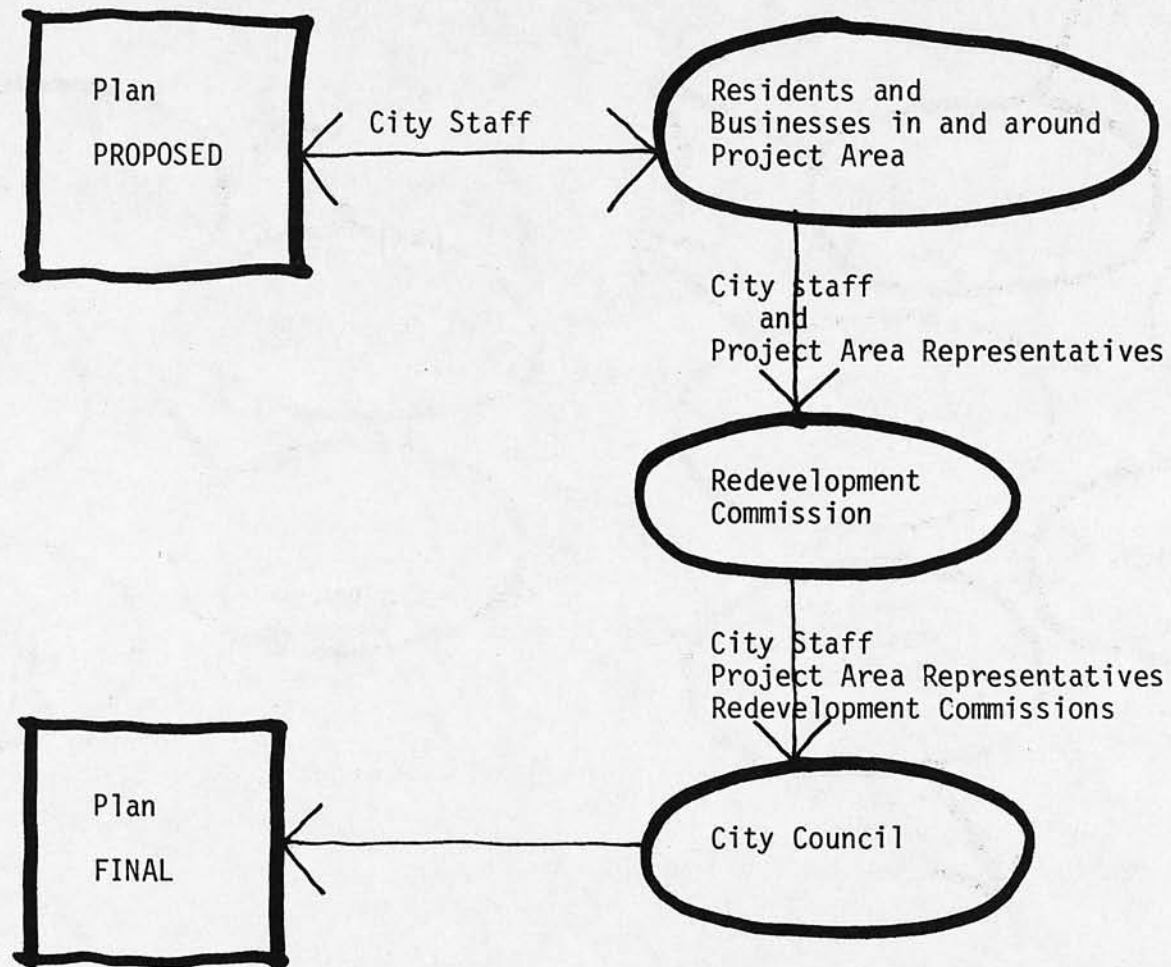 Plan
PROPOSED
City Staff
Residents and
Businesses in and around
Project Area
City staff
and
Project Area Representatives
Redevelopment
Commission
City Staff
Project Area Representatives
Redevelopment Commissions
City Council
Plan
FINAL